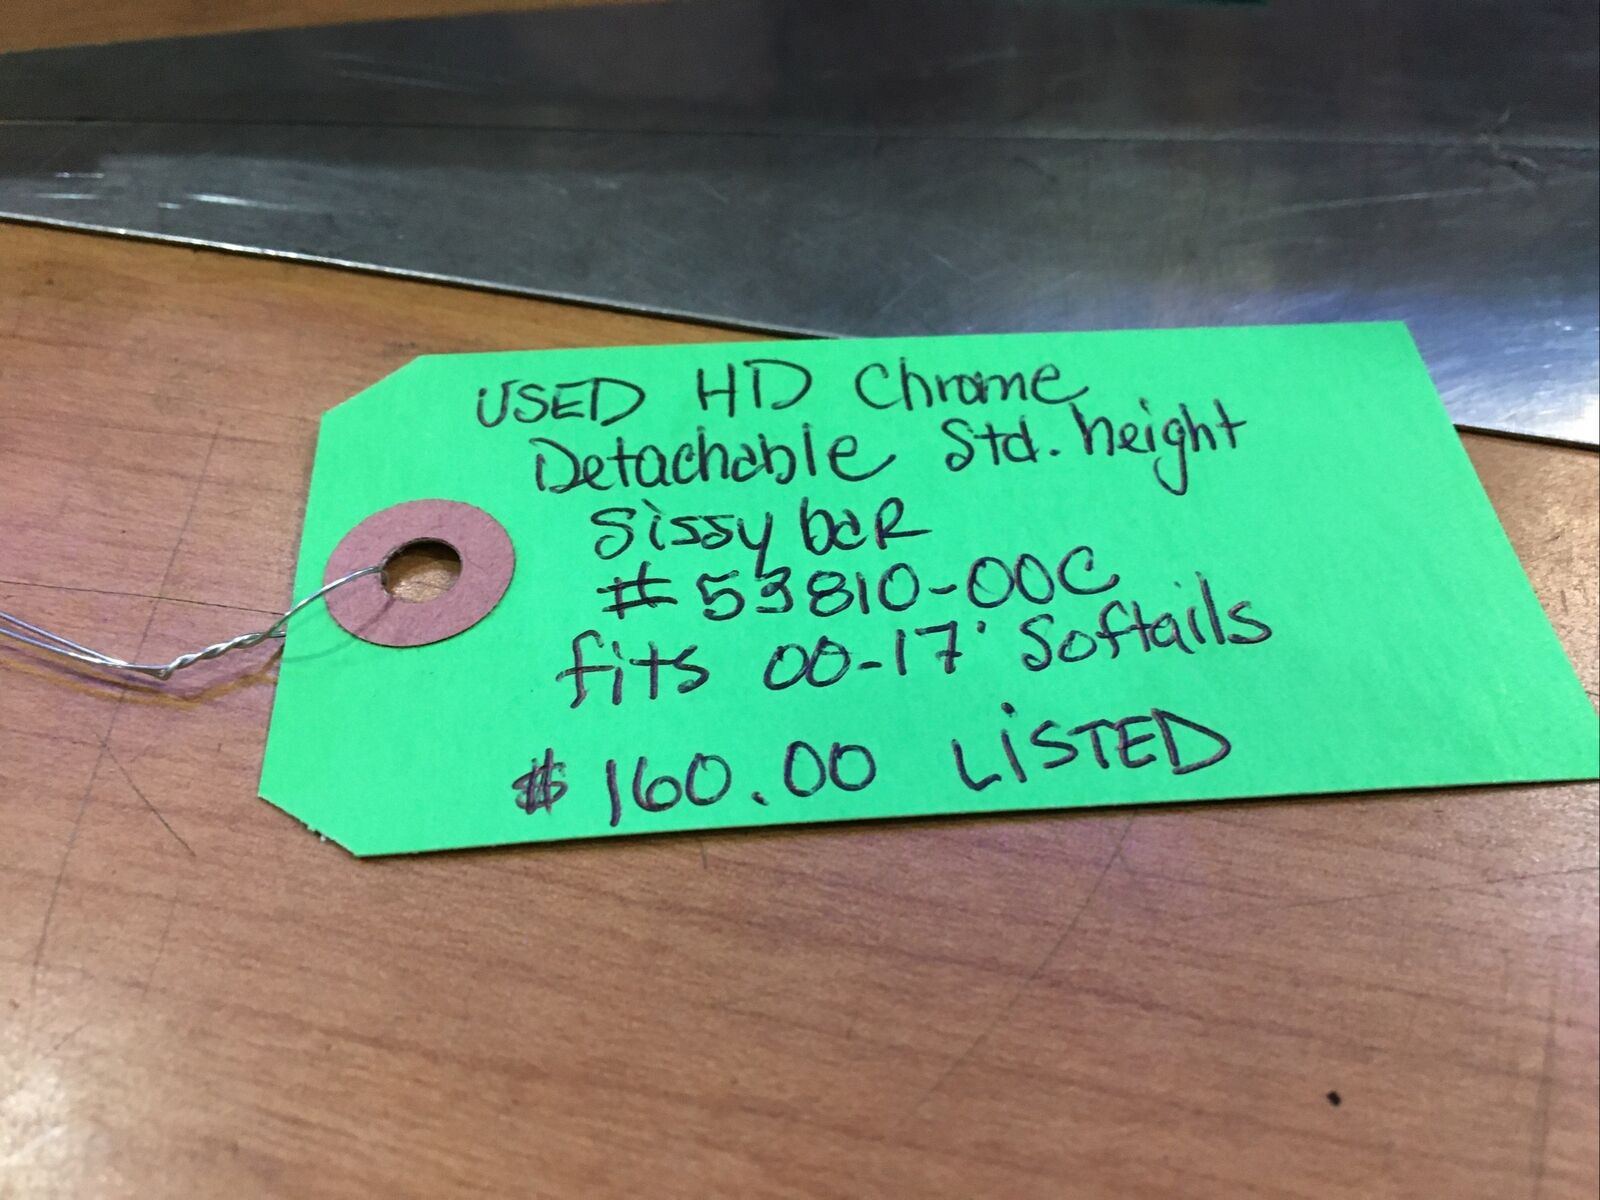 USED HD Chrome
Detachable Std. height
Sissy bar
#53810-00C
fits 00-17' Softails
$160.00 LiSTED